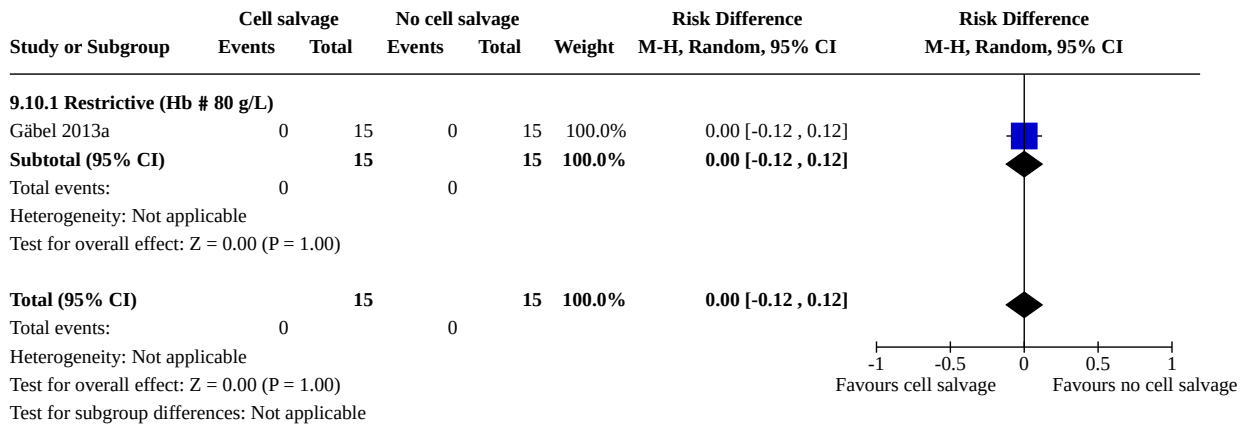 Cell salvage No cell salvage Risk Difference Risk Difference
Study or Subgroup Events Total Events Total Weight M-H, Random, 95% CI M-H, Random, 95% CI
9.10.1 Restrictive (Hb # 80 g/L)
Gäbel 2013a 0 15 0 15 100.0% 0.00 [-0.12 , 0.12]
Subtotal (95% CI) 15 15 100.0% 0.00 [-0.12 , 0.12]
Total events: 0 0
Heterogeneity: Not applicable
Test for overall effect: Z = 0.00 (P = 1.00)
Total (95% CI) 15 15 100.0% 0.00 [-0.12 , 0.12]
Total events: 0 0
Heterogeneity: Not applicable
-1 -0.5 0 0.5 1
Test for overall effect: Z = 0.00 (P = 1.00) Favours cell salvage Favours no cell salvage
Test for subgroup differences: Not applicable